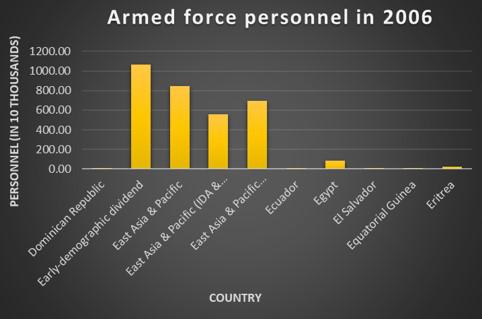 Armed force personnel in 2006
PERSONNEL (IN 10 THOUSANDS)
1200.00
1000.00
800.00
600.00
400.00
200.00
0.00
Dominican Republic
Early-demographic dividend
East Asia & Pacific
East Asia & Pacific (IDA &...
East Asia & Pacific...
Ecuador
Egypt
El Salvador
Equatorial Guinea
Eritrea
COUNTRY